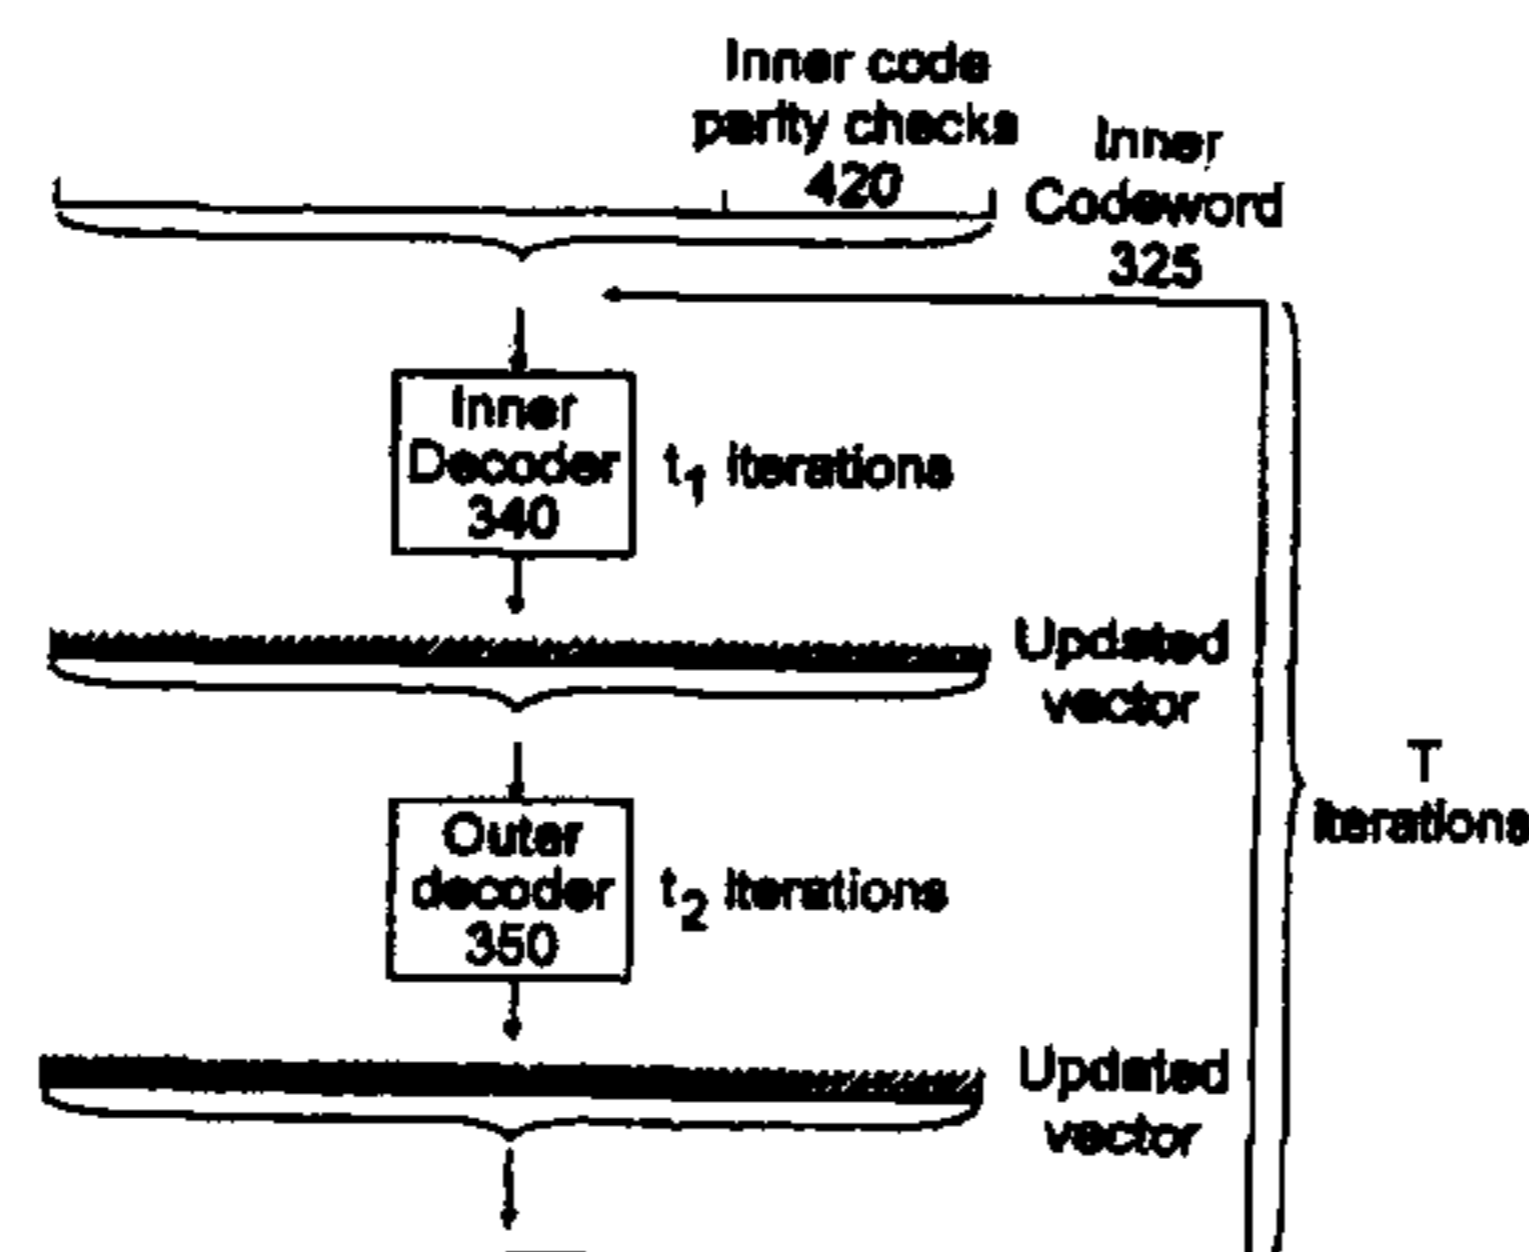 Inner code
parity checks
420
Inner
Codeword
325
Inner
Decoder
340
t1 iterations
Updated
vector
T
iterations
Outer
decoder
350
t2 iterations
Updated
vector